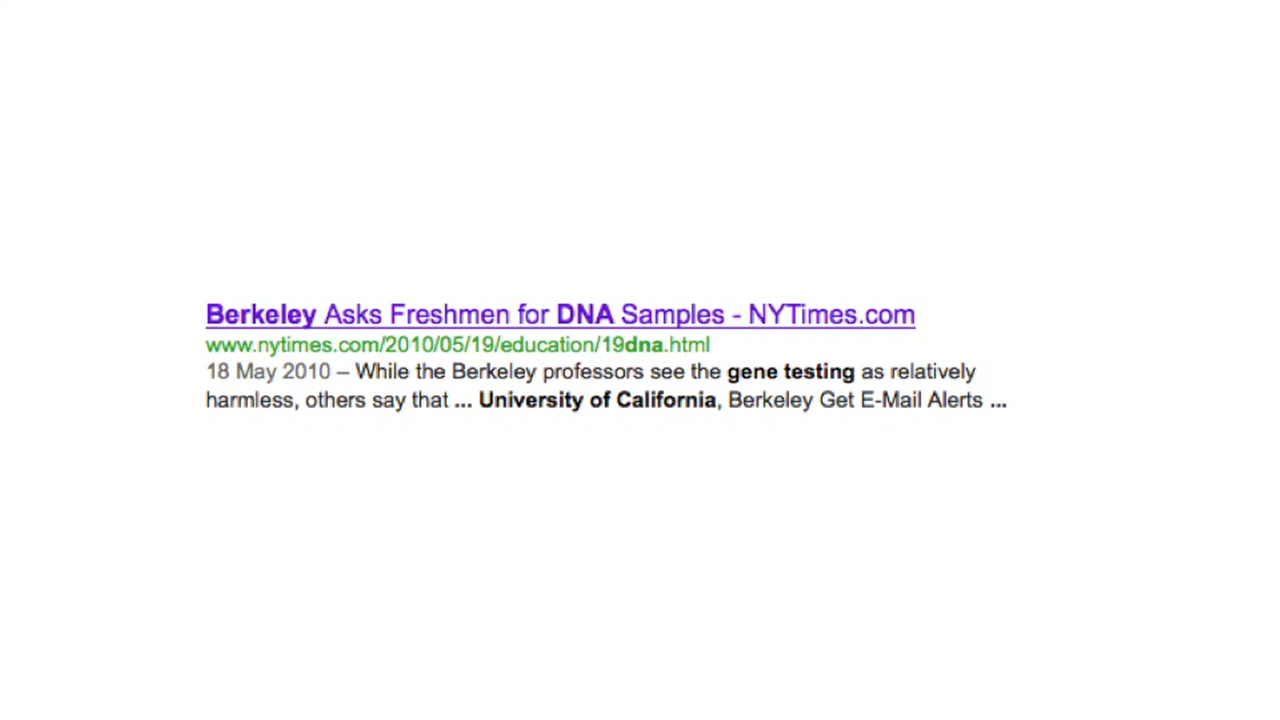 Berkeley Asks Freshmen for DNA Samples - NYTimes.com
www.nytimes.com/2010/05/19/education/19dna.html
18 May 2010 – While the Berkeley professors see the gene testing as relatively
harmless, others say that ... University of California, Berkeley Get E-Mail Alerts ...